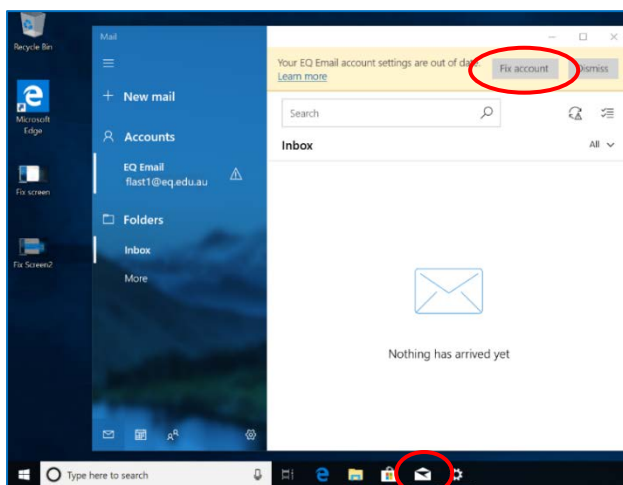 Recycle Bin
Microsoft Edge
Fix screen
Fix Screen2
Mail
+ New mail
Accounts
EQ Email
flast1@eq.edu.au
Folders
Inbox
More
Your EQ Email account settings are out of date.
Learn more
Fix account
Dismiss
Search
Inbox
All
Nothing has arrived yet
Type here to search